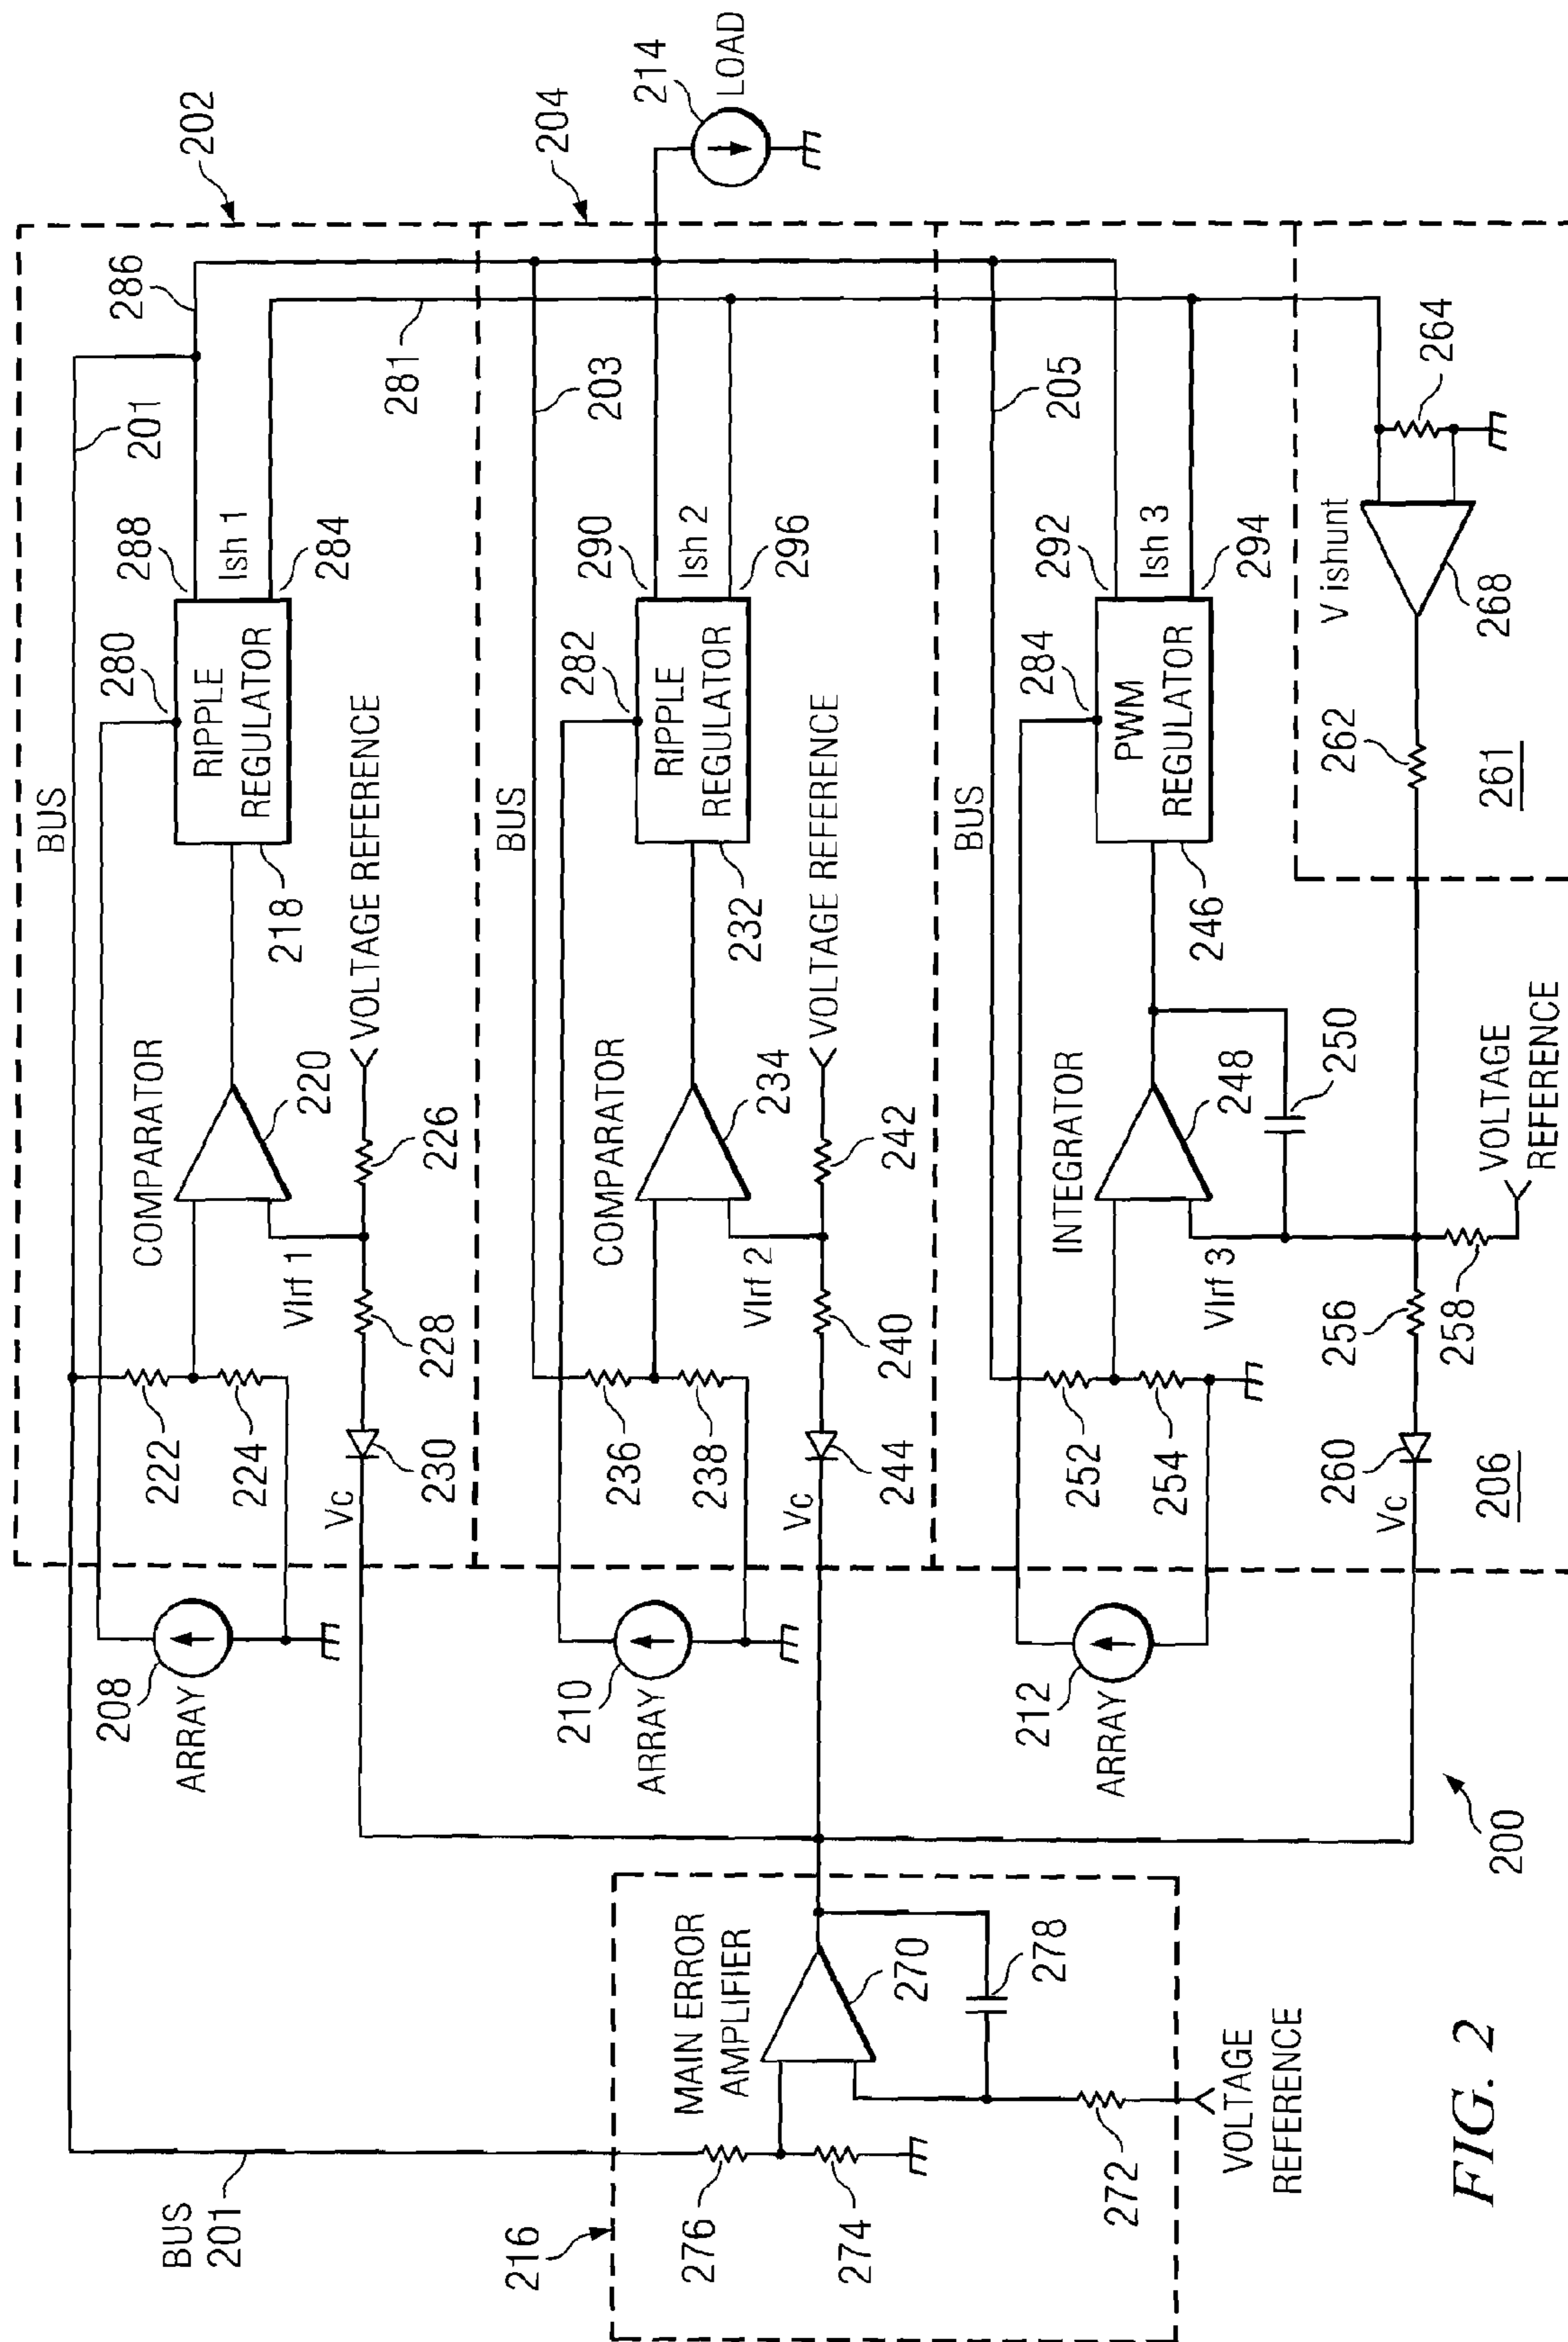 202
204
214
LOAD
286
201
281
203
205
264
BUS
280
288
Ish 1
284
RIPPLE
REGULATOR
218
VOLTAGE REFERENCE
COMPARATOR
220
226
VIrf 1
228
222
224
230
Vc
208
ARRAY
BUS
282
290
Ish 2
296
RIPPLE
REGULATOR
232
VOLTAGE REFERENCE
COMPARATOR
234
242
VIrf 2
240
236
238
244
Vc
210
ARRAY
BUS
284
292
Ish 3
294
PWM
REGULATOR
246
V ishunt
268
262
261
INTEGRATOR
248
250
VOLTAGE
REFERENCE
VIrf 3
256
258
252
254
260
Vc
206
212
ARRAY
200
BUS
201
216
MAIN ERROR
AMPLIFIER
270
278
276
274
272
VOLTAGE
REFERENCE
FIG. 2